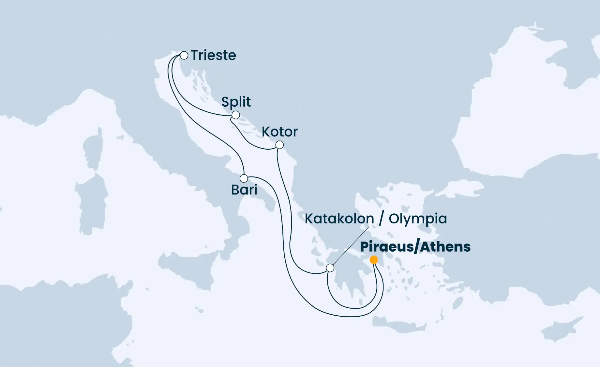 Trieste
Split
Kotor
Bari
Katakolon / Olympia
Piraeus/Athens